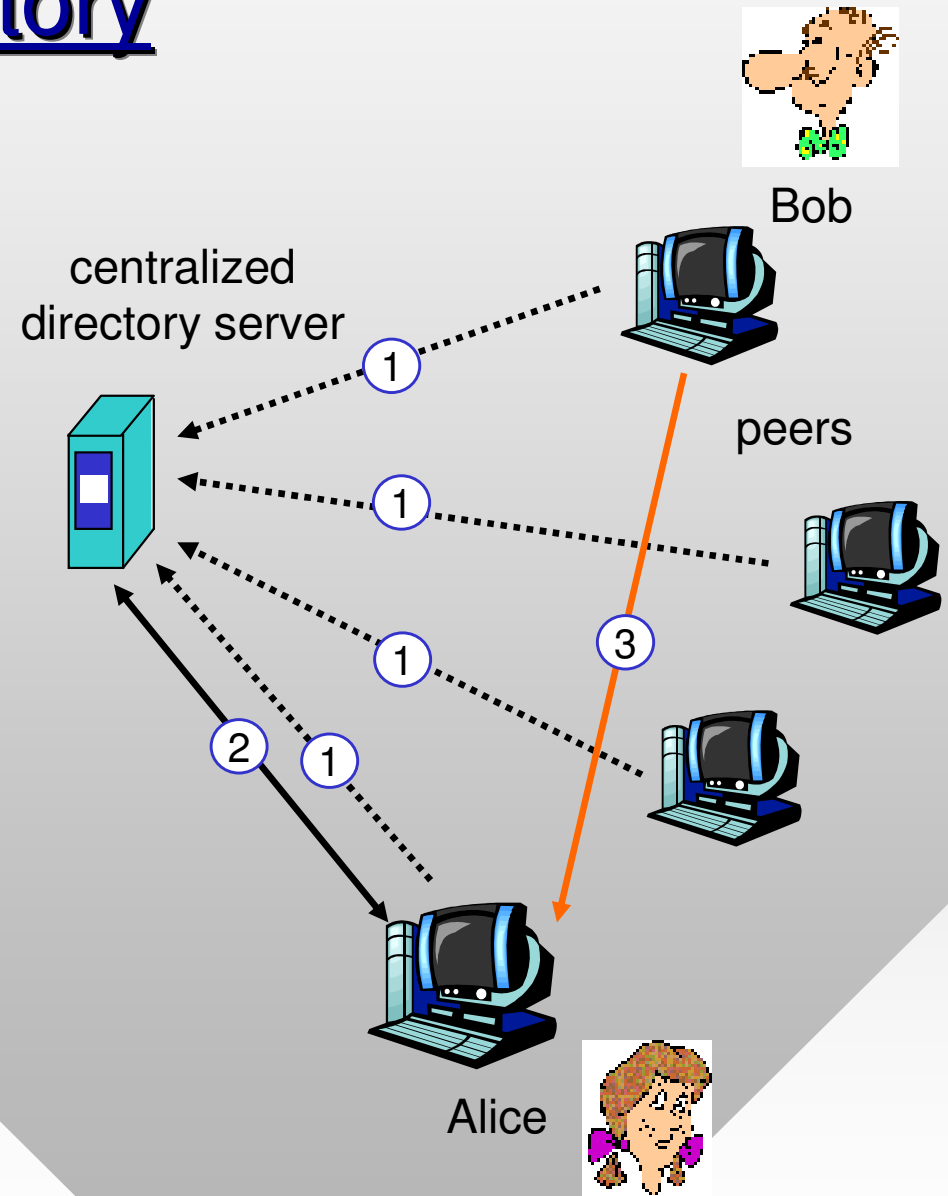 tory
Bob
centralized
directory server
1
peers
1
3
1
2
1
Alice